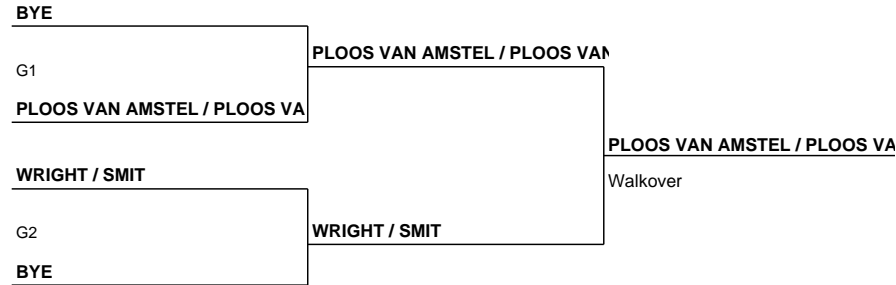 BYE
PLOOS VAN AMSTEL / PLOOS VAN
G1
PLOOS VAN AMSTEL / PLOOS VA
PLOOS VAN AMSTEL / PLOOS VA
WRIGHT / SMIT
Walkover
G2
WRIGHT / SMIT
BYE